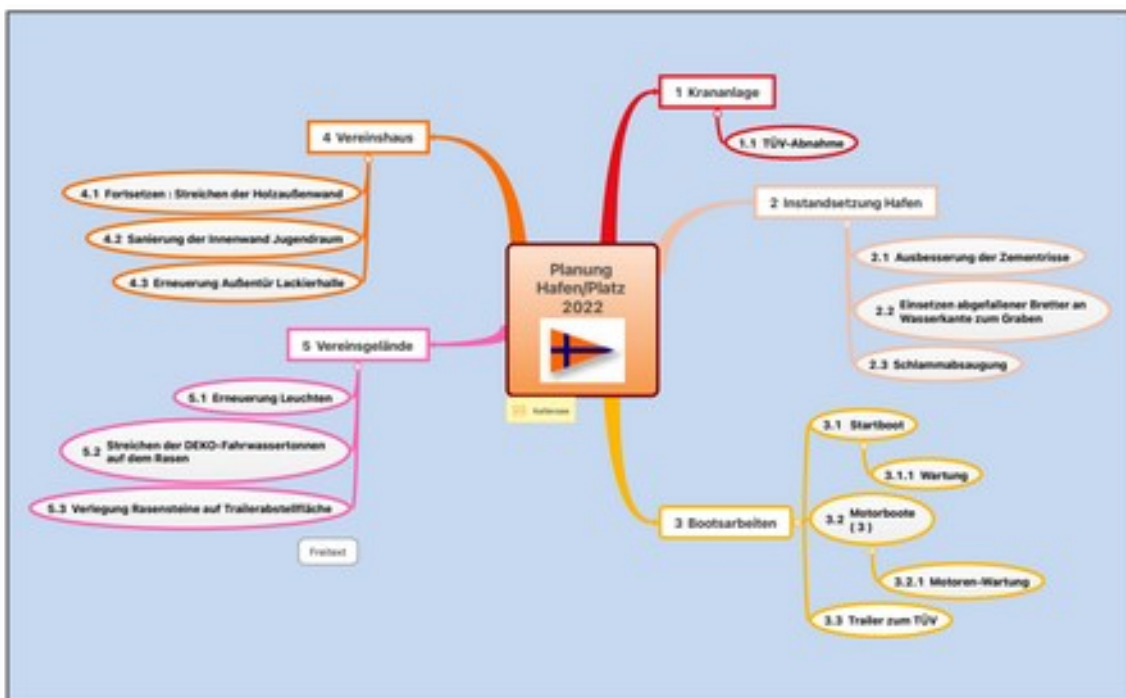 Planung
Hafen/Platz
2022
1 Krananlage
1.1 TÜV-Abnahme
2 Instandsetzung Hafen
2.1 Ausbesserung der Zementrisse
2.2 Einsetzen abgefallener Bretter an
Wasserkante zum Graben
2.3 Schlammabsaugung
3 Bootsarbeiten
3.1 Startboot
3.1.1 Wartung
3.2 Motorboote
( 3 )
3.2.1 Motoren-Wartung
3.3 Trailer zum TÜV
4 Vereinshaus
4.1 Fortsetzen : Streichen der Holzaußenwand
4.2 Sanierung der Innenwand Jugendraum
4.3 Erneuerung Außentür Lackierhalle
5 Vereinsgelände
5.1 Erneuerung Leuchten
5.2 Streichen der DEKO-Fahrwassertonnen
auf dem Rasen
5.3 Verlegung Rasensteine auf Trailerabstellfläche
Freitext